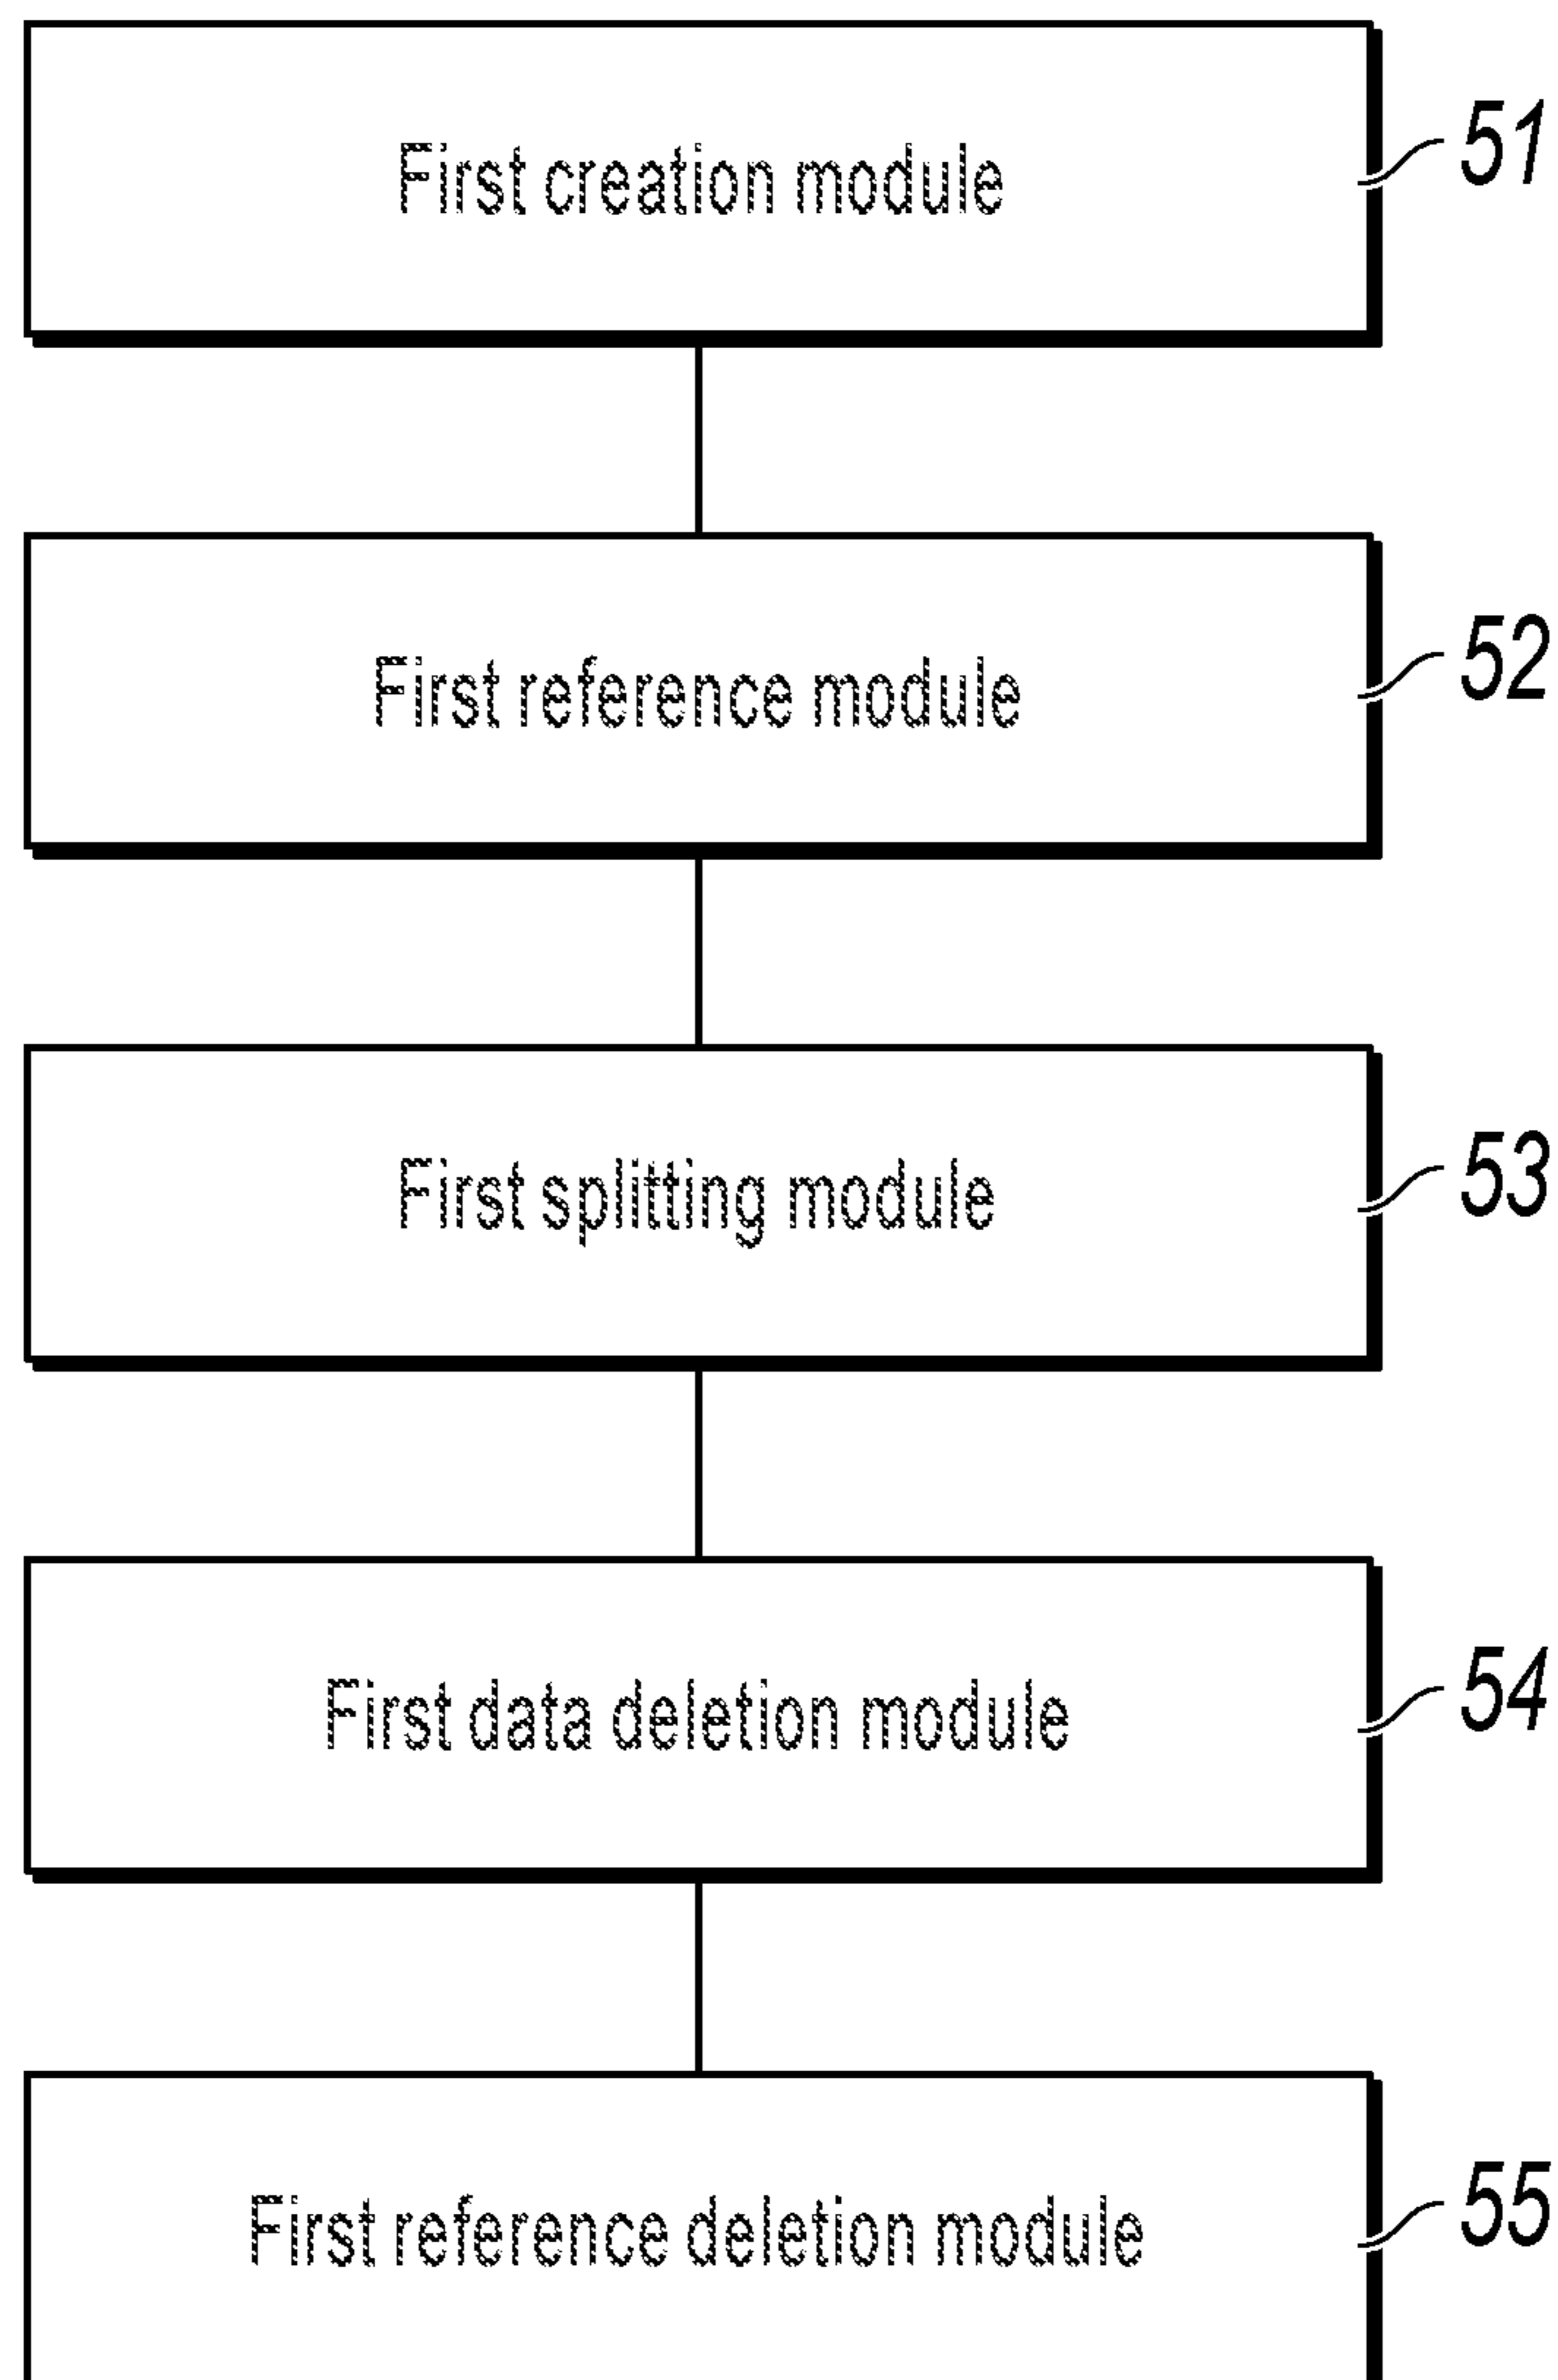 First creation module
51
First reference module
52
First splitting module
53
First data deletion module
54
First reference deletion module
55